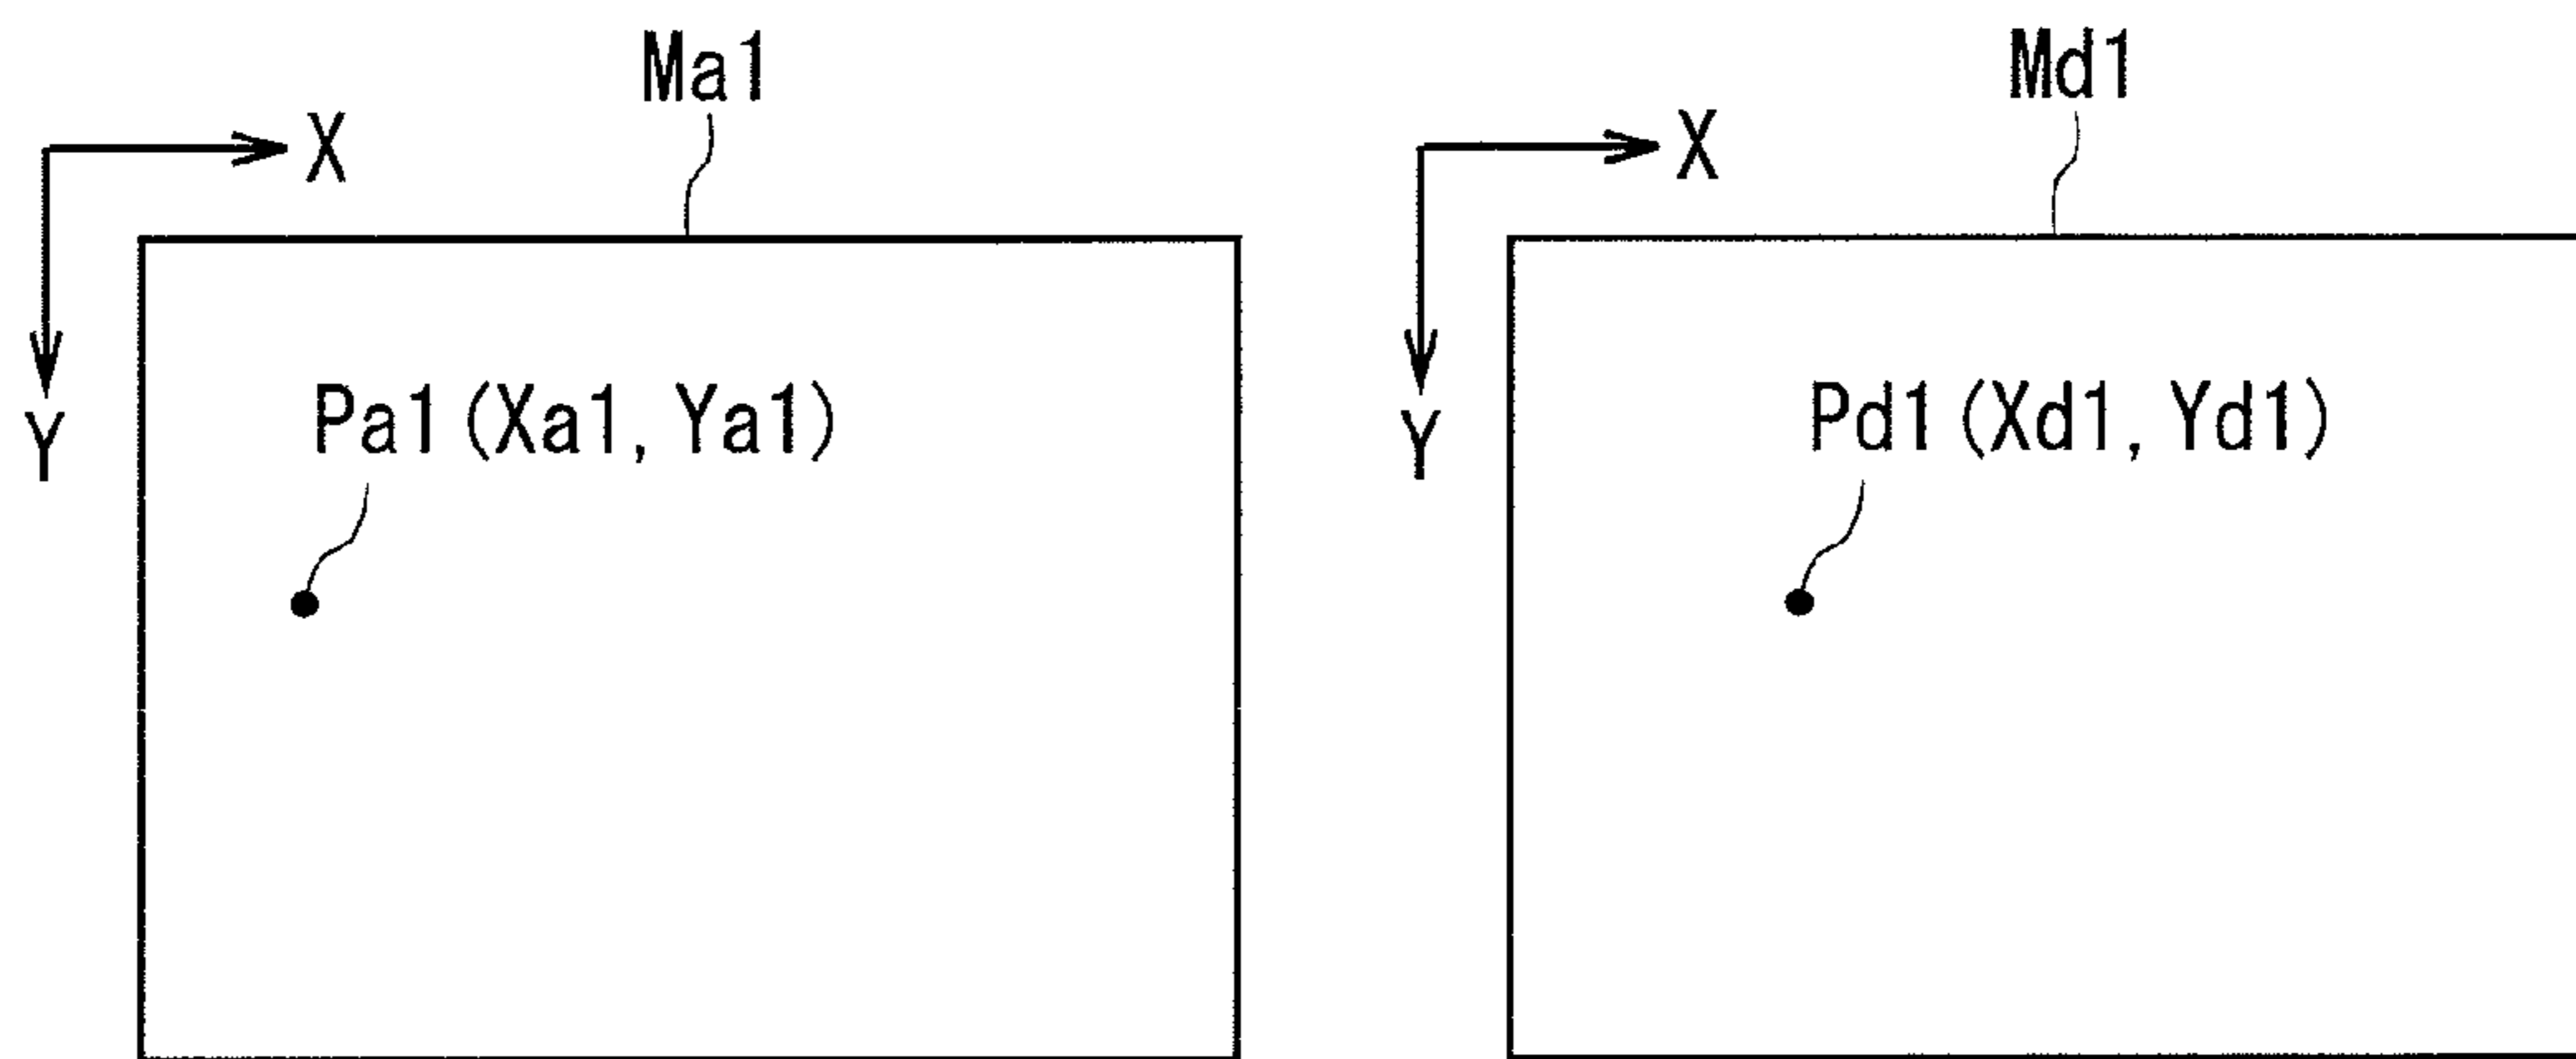 Ma1
Md1
X
X
Y
Y
Pa1(Xa1, Ya1)
Pd1(Xd1, Yd1)